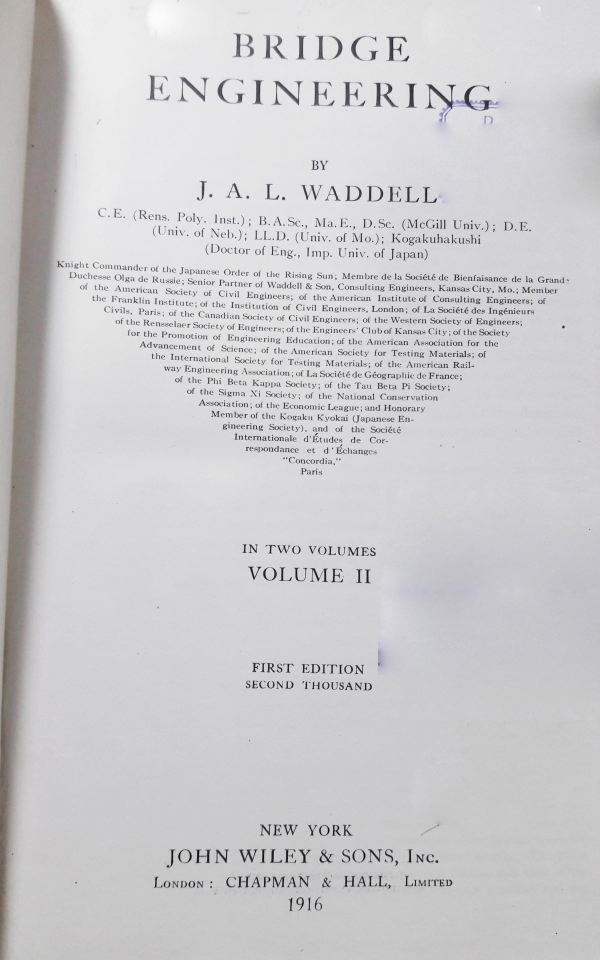 BRIDGE
ENGINEERING
BY
J. A. L. WADDELL
C.E. (Rens. Poly. Inst.); B.A.Sc., Ma.E., D.Sc. (McGill Univ.); D.E.
(Univ. of Neb.); LL.D. (Univ. of Mo.); Kogakuhakushi
(Doctor of Eng., Imp. Univ. of Japan)
Knight Commander of the Japanese Order of the Rising Sun; Membre de la Société de Bienfaisance de la Grand-
Duchesse Olga de Russie; Senior Partner of Waddell & Son, Consulting Engineers, Kansas City, Mo.; Member
of the American Society of Civil Engineers; of the American Institute of Consulting Engineers; of
the Franklin Institute; of the Institution of Civil Engineers, London; of La Société des Ingénieurs
Civils, Paris; of the Canadian Society of Civil Engineers; of the Western Society of Engineers;
of the Rensselaer Society of Engineers; of the Engineers' Club of Kansas City; of the Society
for the Promotion of Engineering Education; of the American Association for the
Advancement of Science; of the American Society for Testing Materials; of
the International Society for Testing Materials; of the American Rail-
way Engineering Association; of La Société de Géographie de France;
of the Phi Beta Kappa Society; of the Tau Beta Pi Society;
of the Sigma Xi Society; of the National Conservation
Association; of the Economic League; and Honorary
Member of the Kogaku Kyokai (Japanese En-
gineering Society), and of the Société
Internationale d'Études de Cor-
respondance et d'Échanges
"Concordia,"
Paris
IN TWO VOLUMES
VOLUME II
FIRST EDITION
SECOND THOUSAND
NEW YORK
JOHN WILEY & SONS, Inc.
London: CHAPMAN & HALL, Limited
1916